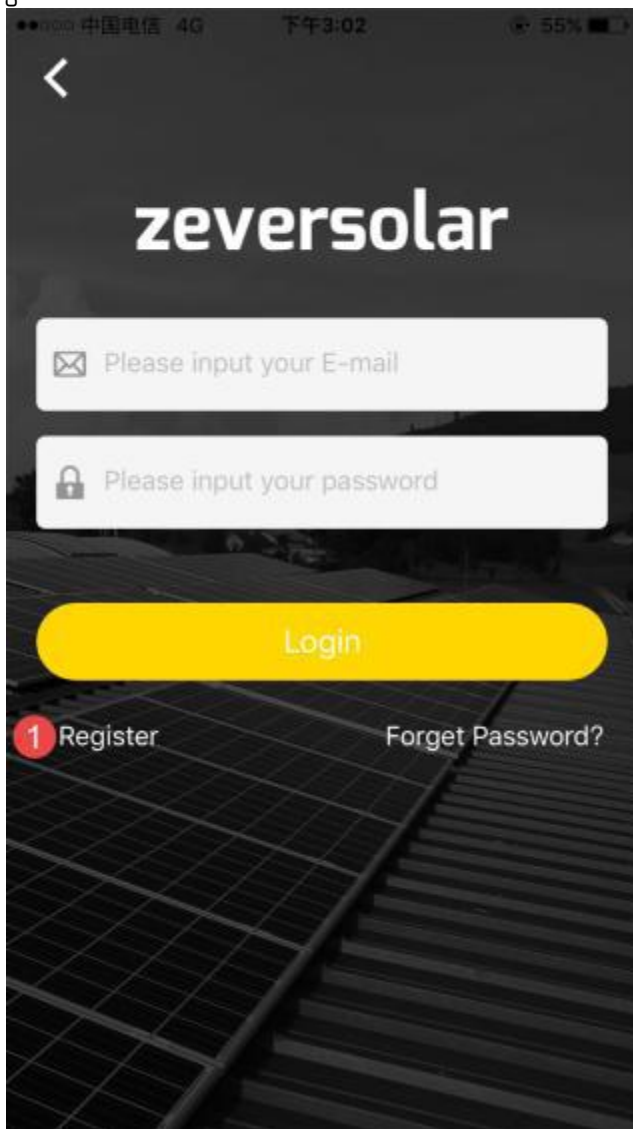 中国电信 4G 下午3:02 55%
zeversolar
Please input your E-mail
Please input your password
Login
1 Register Forget Password?